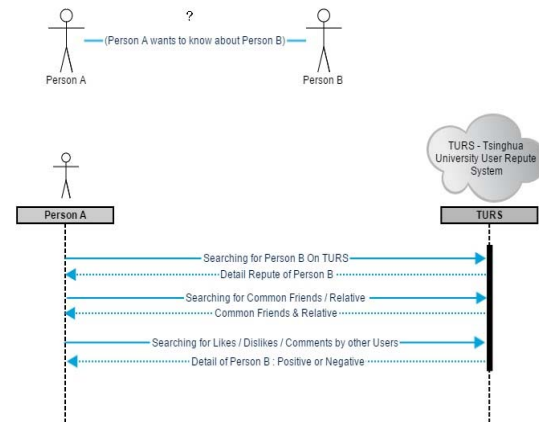 ?
(Person A wants to know about Person B)
Person A
Person B
TURS - Tsinghua
University User Repute
System
Person A
TURS
Searching for Person B On TURS
Detail Repute of Person B
Searching for Common Friends / Relative
Common Friends & Relative
Searching for Likes / Dislikes / Comments by other Users
Detail of Person B : Positive or Negative